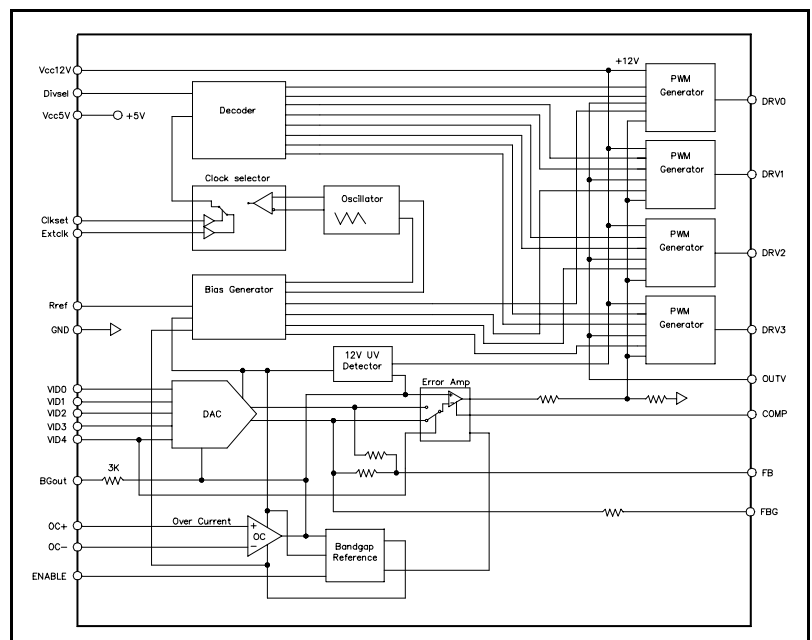 +12V
Vcc12V
PWM
Generator
Divsel
DRV0
Decoder
Vcc5V
+5V
PWM
Generator
DRV1
Clock selector
Oscillator
Clkset
Extclk
PWM
Generator
DRV2
Bias Generator
Rref
PWM
Generator
GND
DRV3
12V UV
Detector
OUTV
Error Amp
VID0
VID1
VID2
VID3
VID4
DAC
+
-
COMP
3K
BGout
FB
FBG
OC+
Over Current
+
OC
-
OC-
Bandgap
Reference
ENABLE